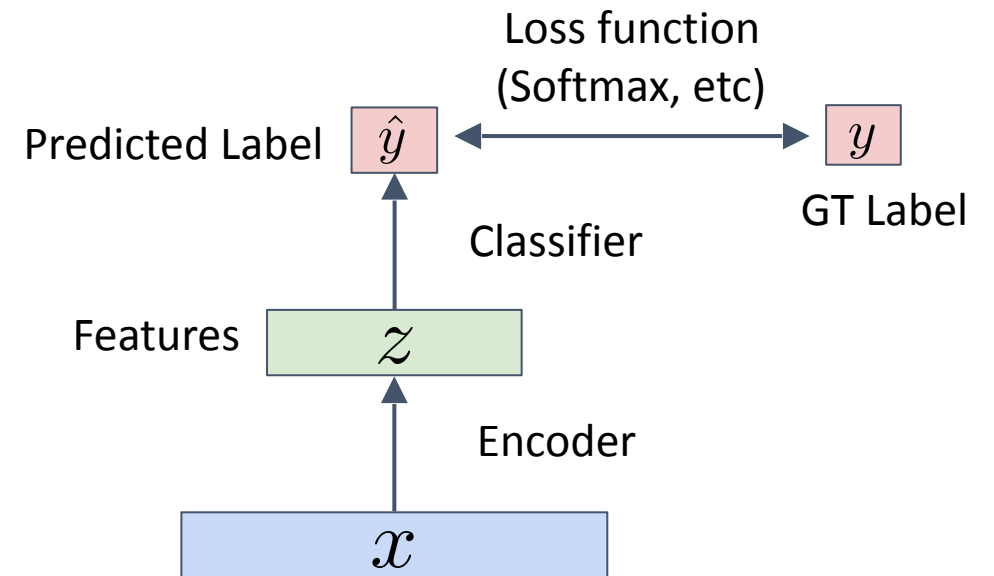 Loss function
(Softmax, etc)
Predicted Label
ŷ
y
GT Label
Classifier
Features
z
Encoder
x